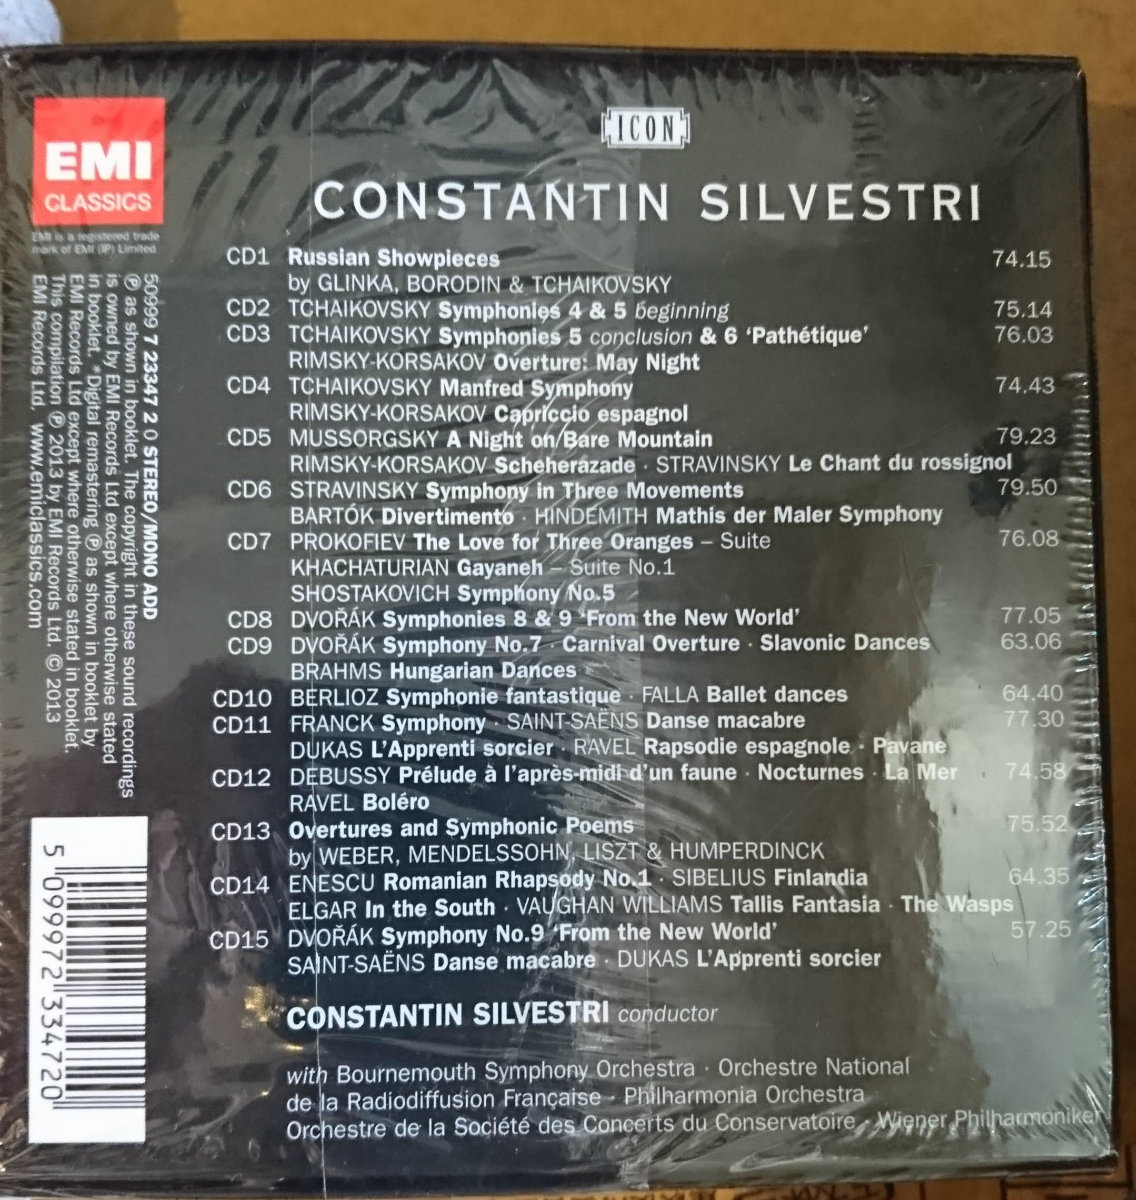 EMI
CLASSICS
EMI is a registered trade
mark of EMI (IP) Limited
ICON
CONSTANTIN SILVESTRI
CD1 Russian Showpieces 74.15
by GLINKA, BORODIN & TCHAIKOVSKY
CD2 TCHAIKOVSKY Symphonies 4 & 5 beginning 75.14
CD3 TCHAIKOVSKY Symphonies 5 conclusion & 6 ‘Pathétique’ 76.03
RIMSKY-KORSAKOV Overture: May Night
CD4 TCHAIKOVSKY Manfred Symphony 74.43
RIMSKY-KORSAKOV Capriccio espagnol
CD5 MUSSORGSKY A Night on Bare Mountain 79.23
RIMSKY-KORSAKOV Scheherazade · STRAVINSKY Le Chant du rossignol
CD6 STRAVINSKY Symphony in Three Movements 79.50
BARTÓK Divertimento · HINDEMITH Mathis der Maler Symphony
CD7 PROKOFIEV The Love for Three Oranges – Suite 76.08
KHACHATURIAN Gayaneh – Suite No.1
SHOSTAKOVICH Symphony No.5
CD8 DVOŘÁK Symphonies 8 & 9 ‘From the New World’ 77.05
CD9 DVOŘÁK Symphony No.7 · Carnival Overture · Slavonic Dances 63.06
BRAHMS Hungarian Dances
CD10 BERLIOZ Symphonie fantastique · FALLA Ballet dances 64.40
CD11 FRANCK Symphony · SAINT-SAËNS Danse macabre 77.30
DUKAS L’Apprenti sorcier · RAVEL Rapsodie espagnole · Pavane
CD12 DEBUSSY Prélude à l’après-midi d’un faune · Nocturnes · La Mer 74.58
RAVEL Boléro
CD13 Overtures and Symphonic Poems 75.52
by WEBER, MENDELSSOHN, LISZT & HUMPERDINCK
CD14 ENESCU Romanian Rhapsody No.1 · SIBELIUS Finlandia 64.35
ELGAR In the South · VAUGHAN WILLIAMS Tallis Fantasia · The Wasps
CD15 DVOŘÁK Symphony No.9 ‘From the New World’ 57.25
SAINT-SAËNS Danse macabre · DUKAS L’Apprenti sorcier
CONSTANTIN SILVESTRI conductor
with Bournemouth Symphony Orchestra · Orchestre National
de la Radiodiffusion Française · Philharmonia Orchestra
Orchestre de la Société des Concerts du Conservatoire · Wiener Philharmoniker
50999 7 23347 2 0 STEREO/MONO ADD
℗ as shown in booklet. The copyright in these sound recordings
is owned by EMI Records Ltd except where otherwise stated
in booklet. *Digital remastering ℗ as shown in booklet by
EMI Records Ltd except where otherwise stated in booklet.
This compilation ℗ 2013 by EMI Records Ltd. © 2013
EMI Records Ltd. www.emiclassics.com
5 099972 334720